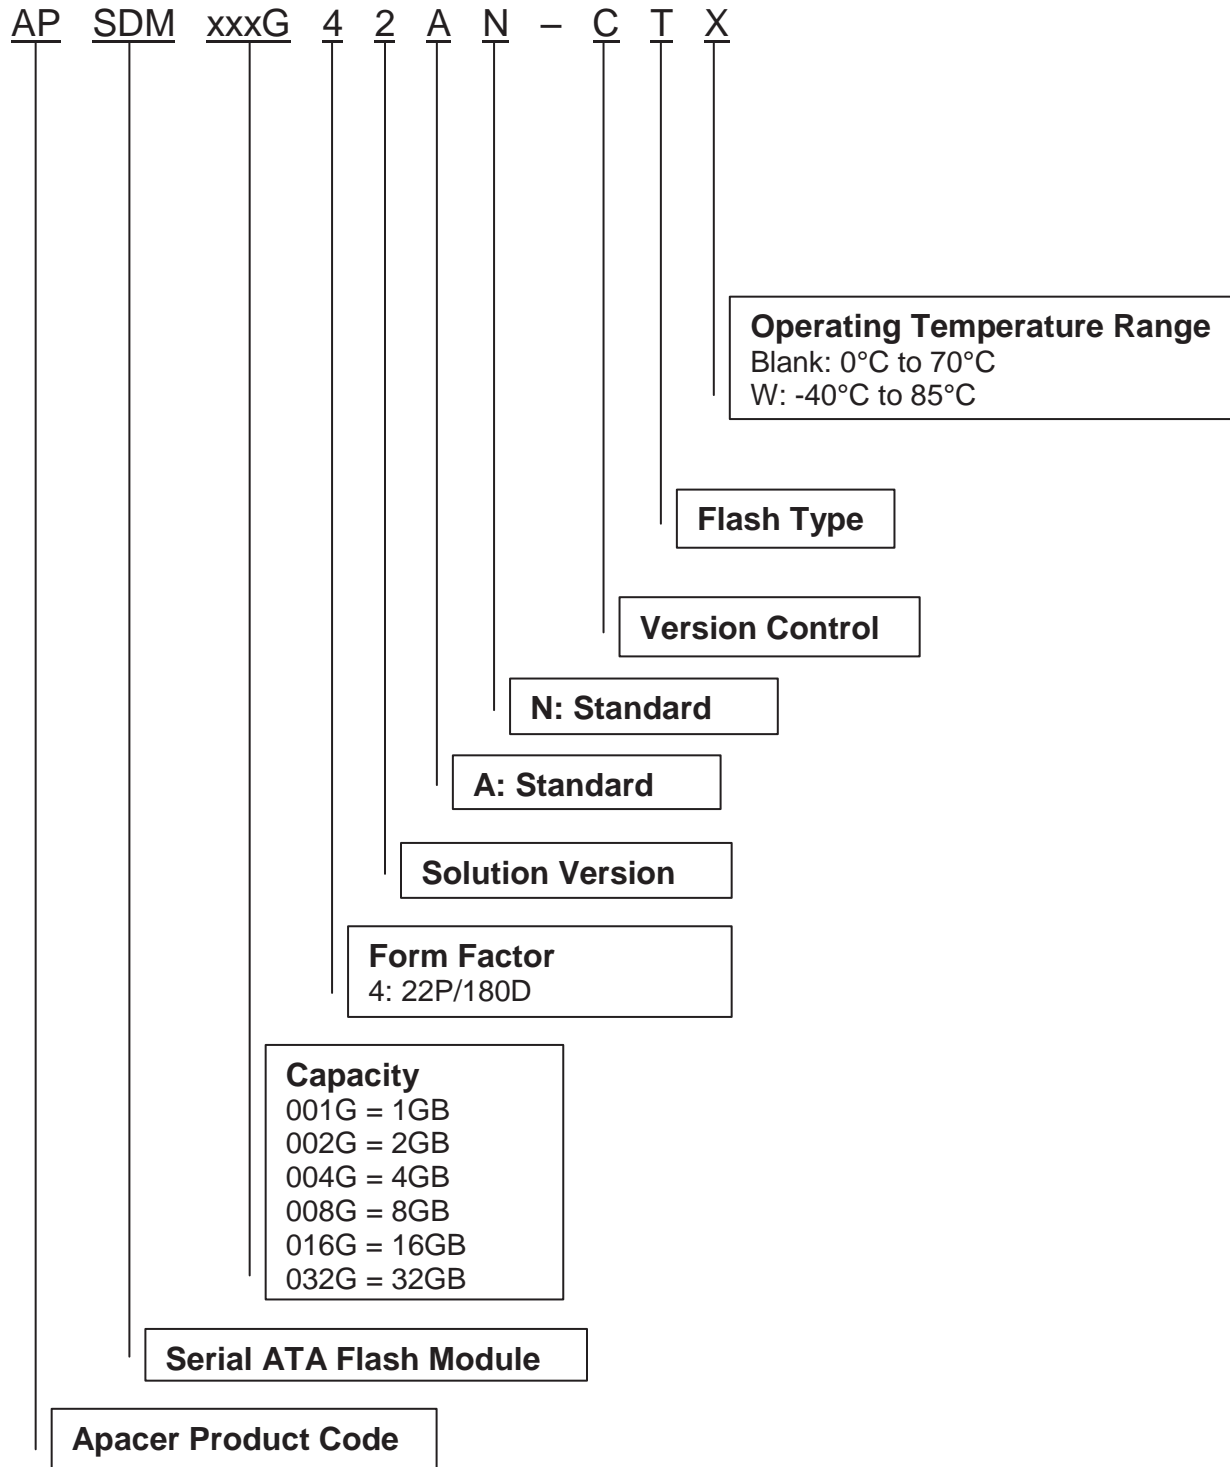 AP SDM xxxG 4 2 A N – C T X
Operating Temperature Range
Blank: 0°C to 70°C
W: -40°C to 85°C
Flash Type
Version Control
N: Standard
A: Standard
Solution Version
Form Factor
4: 22P/180D
Capacity
001G = 1GB
002G = 2GB
004G = 4GB
008G = 8GB
016G = 16GB
032G = 32GB
Serial ATA Flash Module
Apacer Product Code